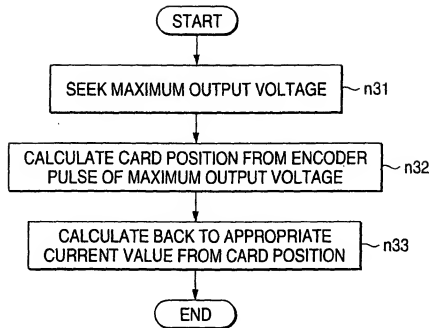 START
SEEK MAXIMUM OUTPUT VOLTAGE
n31
CALCULATE CARD POSITION FROM ENCODER
PULSE OF MAXIMUM OUTPUT VOLTAGE
n32
CALCULATE BACK TO APPROPRIATE
CURRENT VALUE FROM CARD POSITION
n33
END